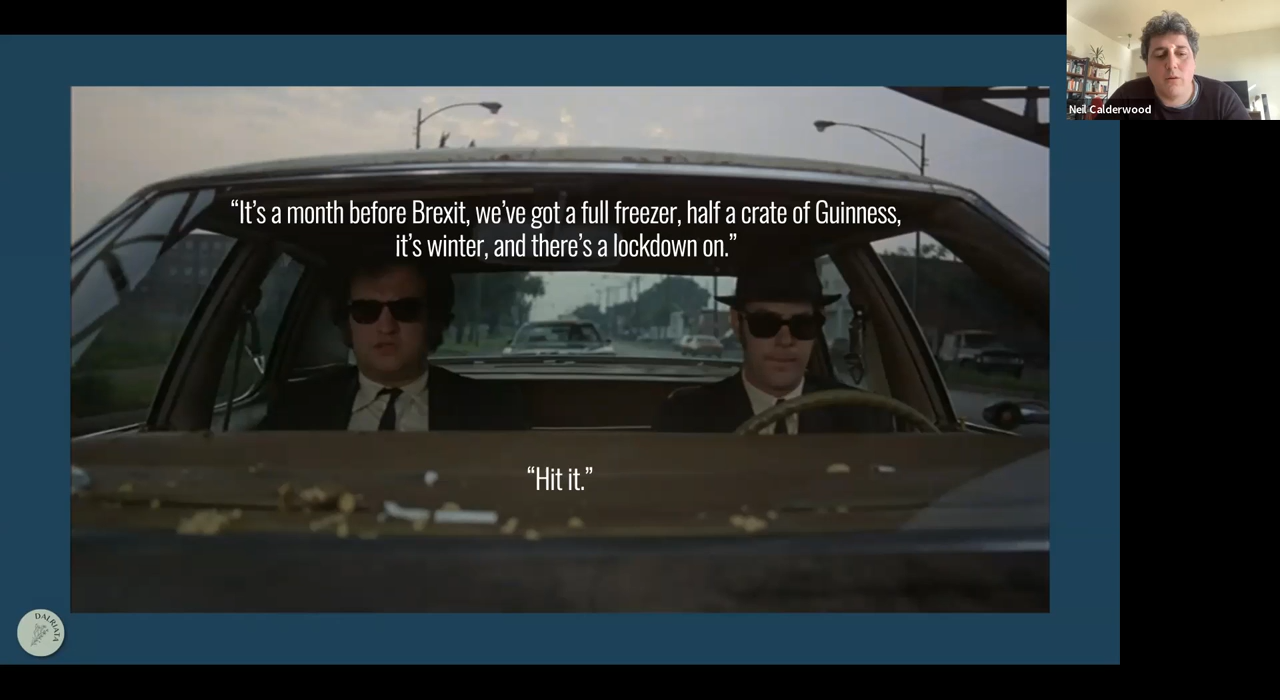 Neil Calderwood
“It’s a month before Brexit, we’ve got a full freezer, half a crate of Guinness,
it’s winter, and there’s a lockdown on.”
“Hit it.”
DALRIATA